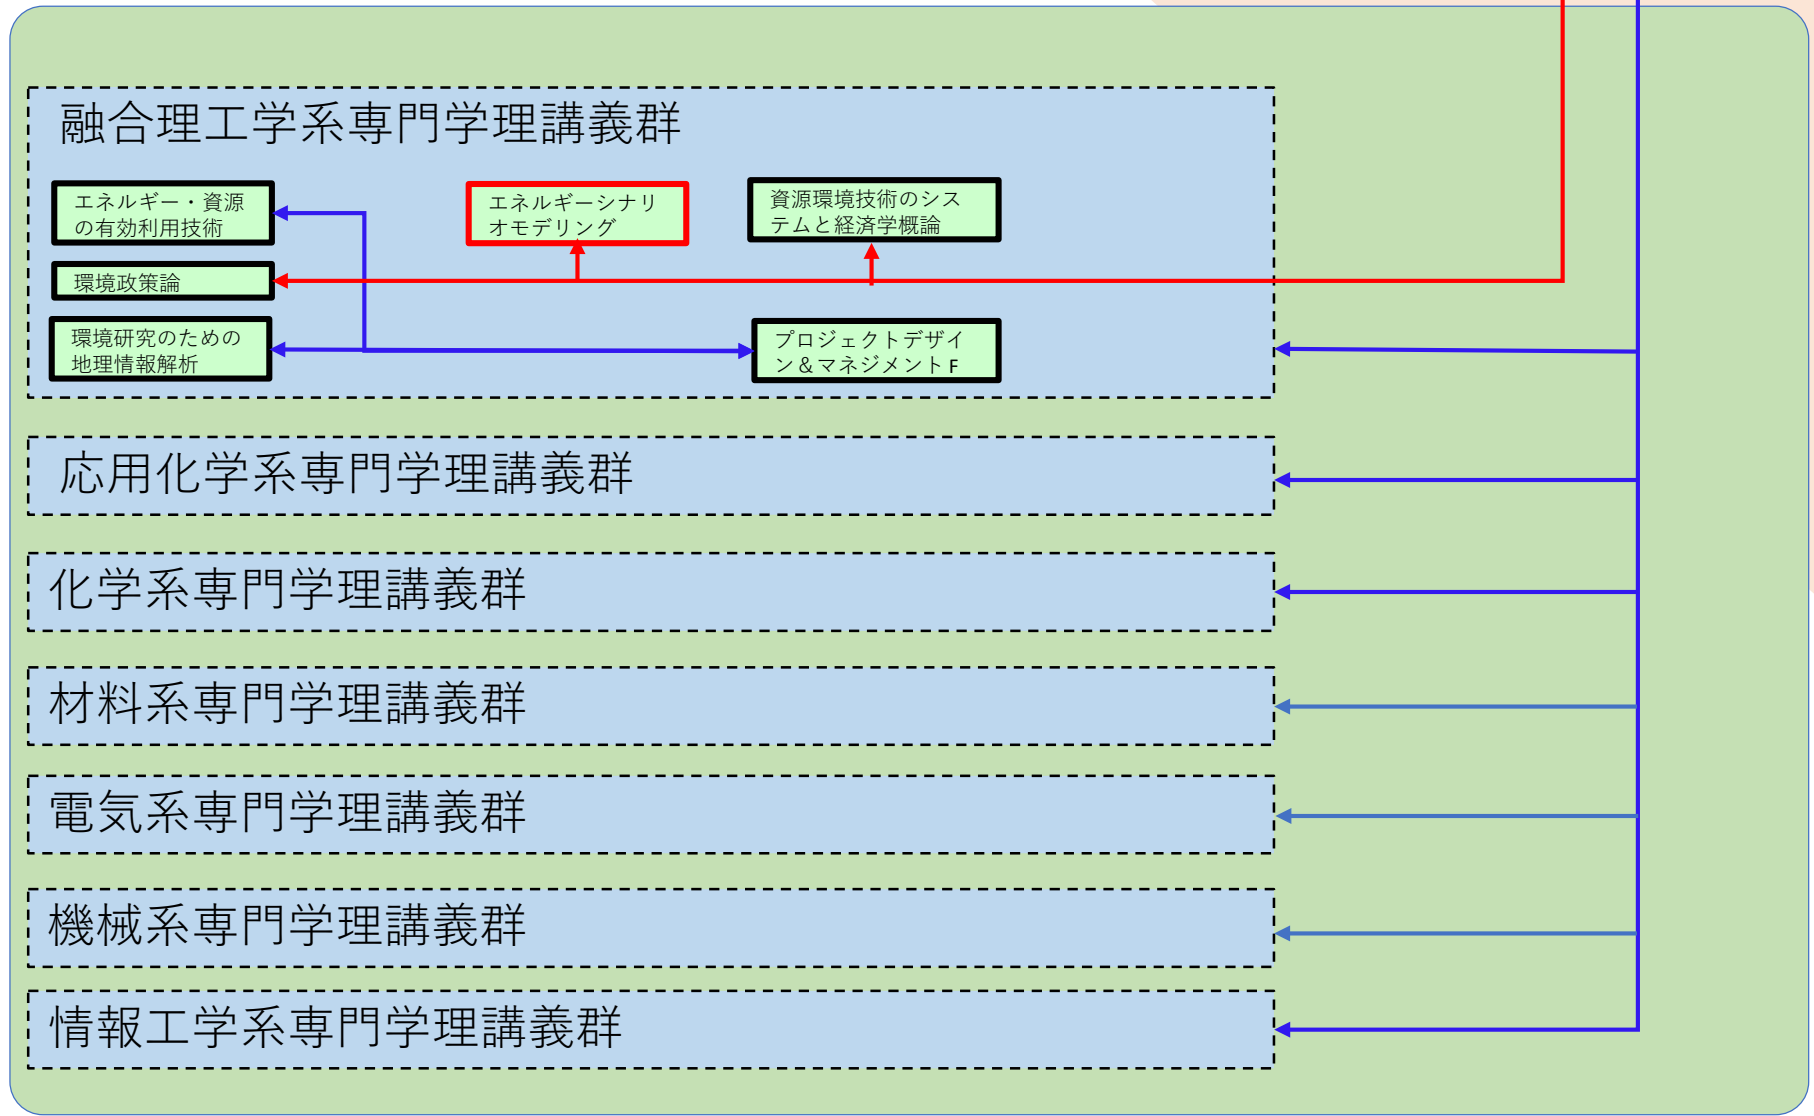 融合理工学系専門学理講義群
エネルギー・資源
の有効利用技術
エネルギーシナリ
オモデリング
資源環境技術のシス
テムと経済学概論
環境政策論
環境研究のための
地理情報解析
プロジェクトデザイ
ン＆マネジメントF
応用化学系専門学理講義群
化学系専門学理講義群
材料系専門学理講義群
電気系専門学理講義群
機械系専門学理講義群
情報工学系専門学理講義群